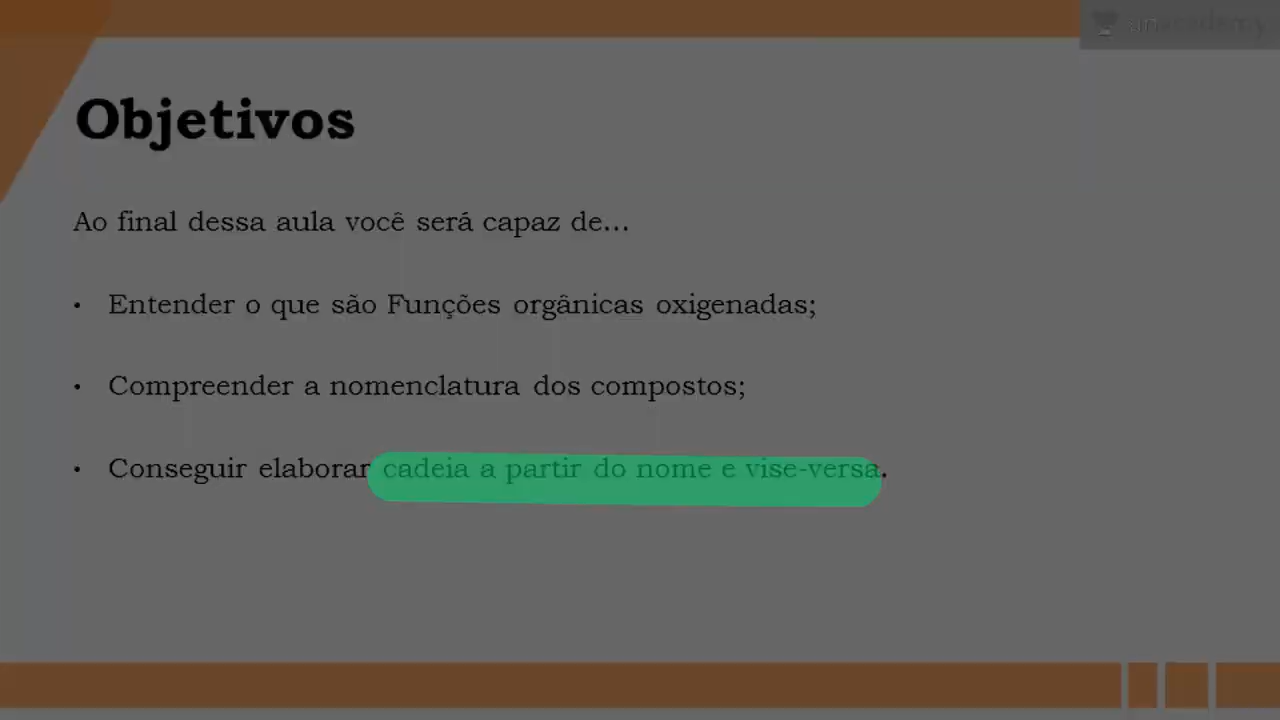 unacademy
Objetivos
Ao final dessa aula você será capaz de...
• Entender o que são Funções orgânicas oxigenadas;
• Compreender a nomenclatura dos compostos;
• Conseguir elaborar cadeia a partir do nome e vise-versa.